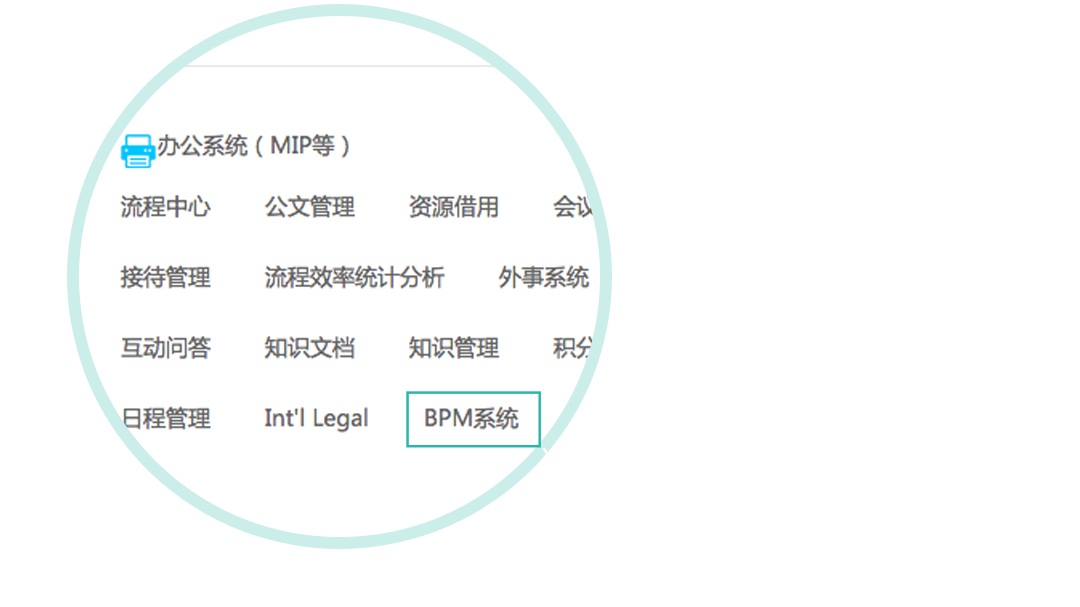 办公系统（MIP等）
流程中心 公文管理 资源借用 会议
接待管理 流程效率统计分析 外事系统
互动问答 知识文档 知识管理 积分
日程管理 Int'l Legal BPM系统